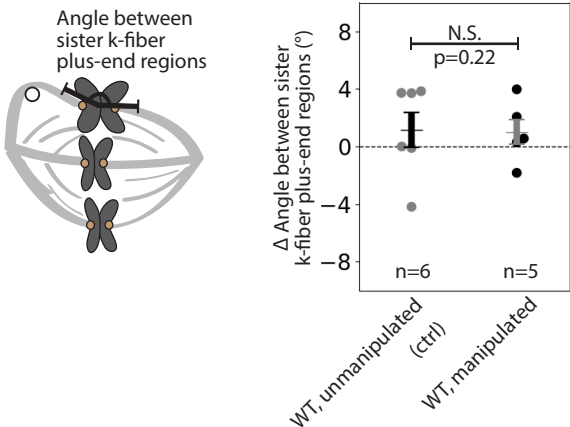 Angle between
sister k-fiber
plus-end regions
Δ Angle between sister
k-fiber plus-end regions (°)
8
4
0
−4
−8
N.S.
p=0.22
n=6
n=5
WT, unmanipulated
(ctrl)
WT, manipulated